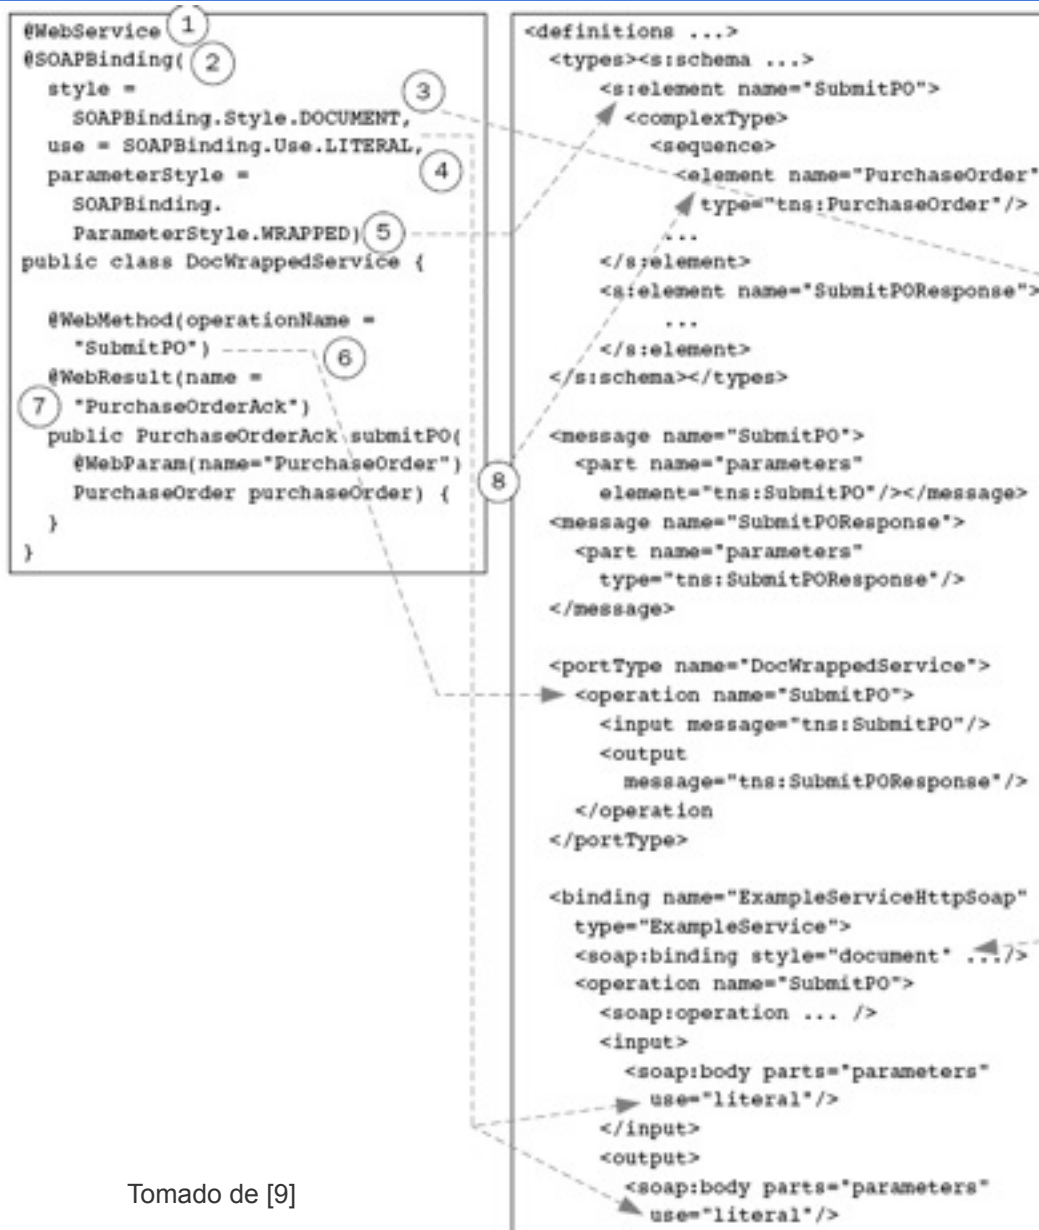 @WebService 1
@SOAPBinding( 2
style =
SOAPBinding.Style.DOCUMENT, 3
use = SOAPBinding.Use.LITERAL,
parameterStyle = 4
SOAPBinding.
ParameterStyle.WRAPPED) 5
public class DocWrappedService {
@WebMethod(operationName =
"SubmitPO") 6
@WebResult(name =
7 "PurchaseOrderAck")
public PurchaseOrderAck submitPO(
@WebParam(name="PurchaseOrder")
PurchaseOrder purchaseOrder) { 8
}
}
<definitions ...>
<types><s:schema ...>
<s:element name="SubmitPO">
<complexType>
<sequence>
<element name="PurchaseOrder"
type="tns:PurchaseOrder"/>
...
</s:element>
<s:element name="SubmitPOResponse">
...
</s:element>
</s:schema></types>
<message name="SubmitPO">
<part name="parameters"
element="tns:SubmitPO"/></message>
<message name="SubmitPOResponse">
<part name="parameters"
type="tns:SubmitPOResponse"/>
</message>
<portType name="DocWrappedService">
<operation name="SubmitPO">
<input message="tns:SubmitPO"/>
<output
message="tns:SubmitPOResponse"/>
</operation
</portType>
<binding name="ExampleServiceHttpSoap"
type="ExampleService">
<soap:binding style="document" .../>
<operation name="SubmitPO">
<soap:operation ... />
<input>
<soap:body parts="parameters"
use="literal"/>
</input>
<output>
<soap:body parts="parameters"
use="literal"/>
Tomado de [9]